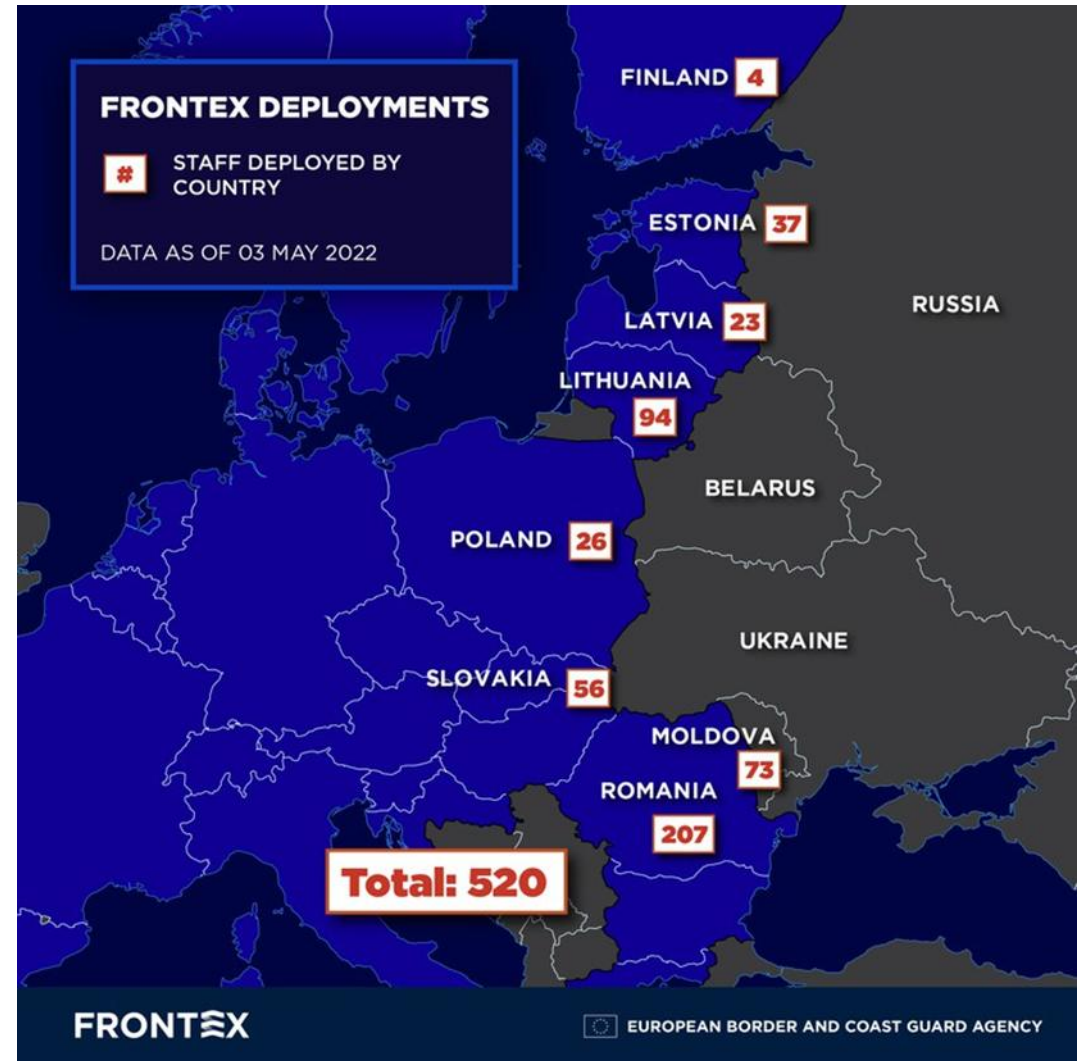 FRONTEX DEPLOYMENTS
# STAFF DEPLOYED BY
COUNTRY
DATA AS OF 03 MAY 2022
FINLAND 4
ESTONIA 37
RUSSIA
LATVIA 23
LITHUANIA
94
BELARUS
POLAND 26
UKRAINE
SLOVAKIA 56
MOLDOVA
73
ROMANIA
207
Total: 520
FRONTEX
EUROPEAN BORDER AND COAST GUARD AGENCY